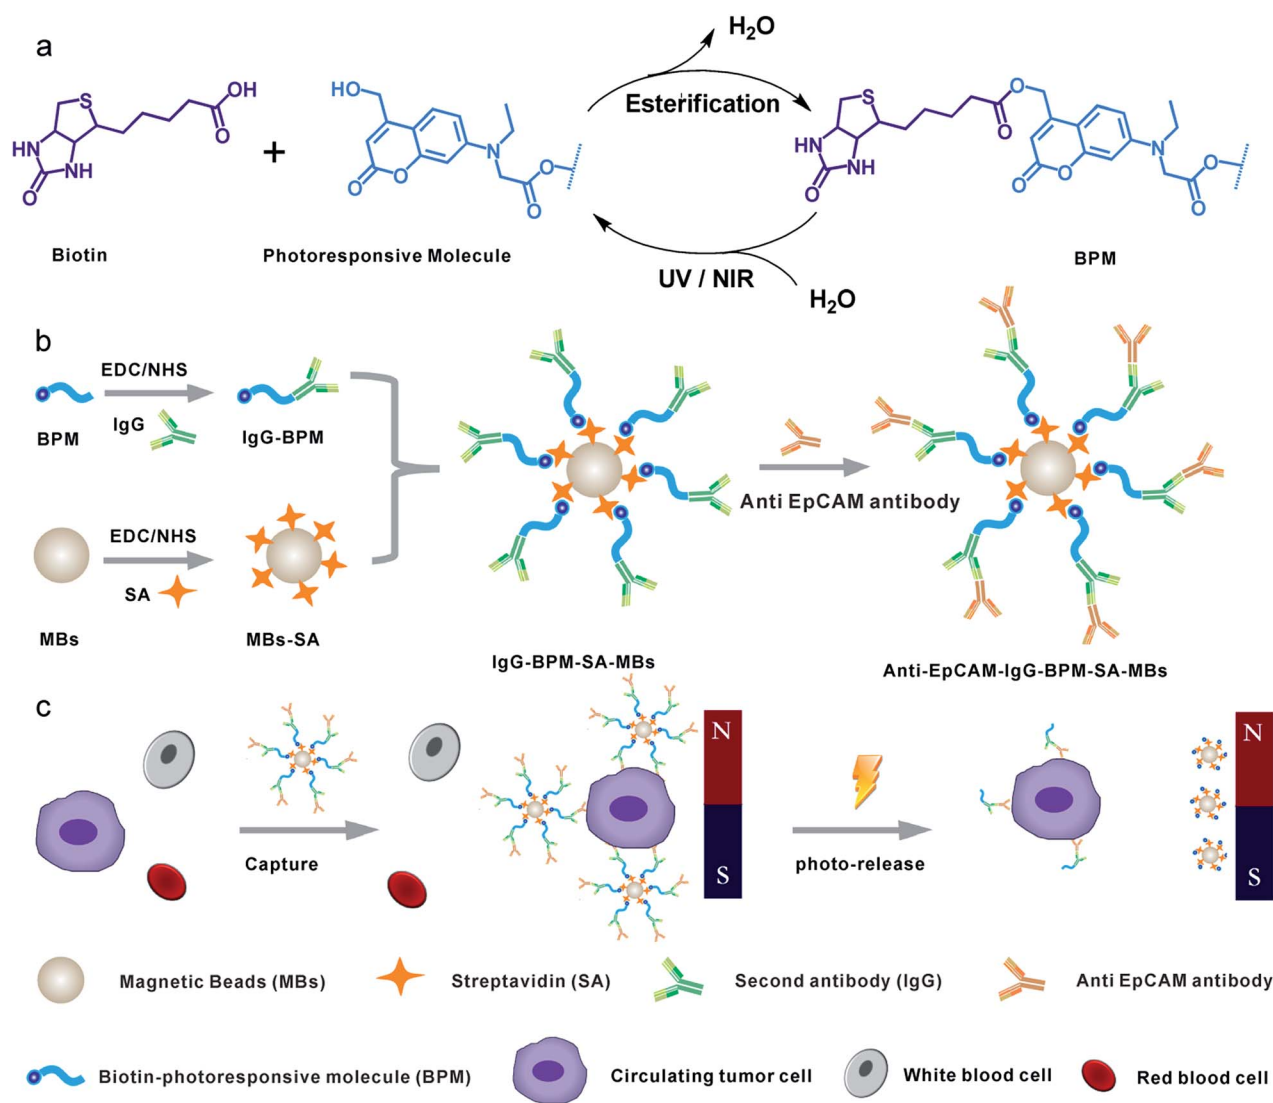 a
H₂O
Esterification
HO
S
OH
O
HN
NH
O
+
N
O
O
O
O
S
O
O
HN
NH
O
N
O
O
O
O
Biotin
Photoresponsive Molecule
UV / NIR
H₂O
BPM
b
EDC/NHS
IgG
BPM
IgG-BPM
EDC/NHS
SA
MBs
MBs-SA
IgG-BPM-SA-MBs
Anti EpCAM antibody
Anti-EpCAM-IgG-BPM-SA-MBs
c
Capture
N
S
photo-release
N
S
Magnetic Beads (MBs)
Streptavidin (SA)
Second antibody (IgG)
Anti EpCAM antibody
Biotin-photoresponsive molecule (BPM)
Circulating tumor cell
White blood cell
Red blood cell